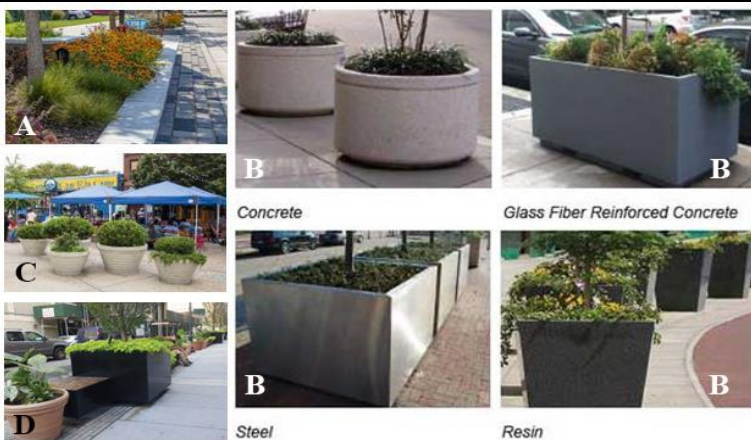 A
B
B
Concrete
Glass Fiber Reinforced Concrete
C
D
B
B
Steel
Resin